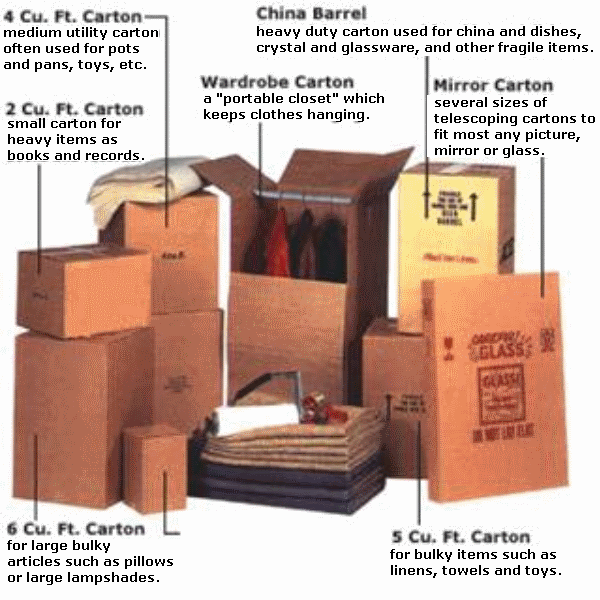 4 Cu. Ft. Carton
medium utility carton
often used for pots
and pans, toys, etc.
China Barrel
heavy duty carton used for china and dishes,
crystal and glassware, and other fragile items.
Wardrobe Carton
a "portable closet" which
keeps clothes hanging.
Mirror Carton
several sizes of
telescoping cartons to
fit most any picture,
mirror or glass.
2 Cu. Ft. Carton
small carton for
heavy items as
books and records.
GLASS
GLASS
DO NOT LAY FLAT
6 Cu. Ft. Carton
for large bulky
articles such as pillows
or large lampshades.
5 Cu. Ft. Carton
for bulky items such as
linens, towels and toys.